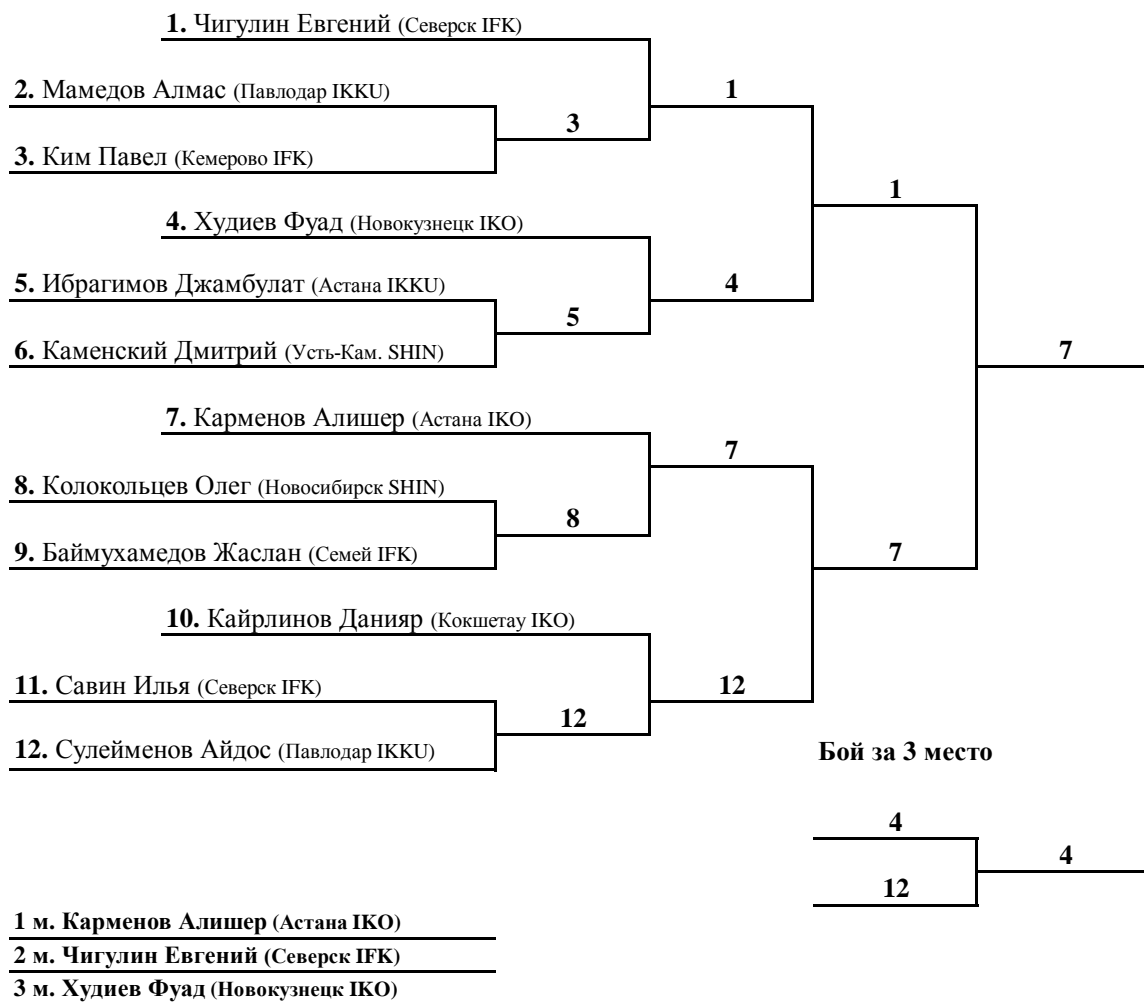 1. Чигулин Евгений (Северск IFK)
2. Мамедов Алмас (Павлодар IKKU)
1
3
3. Ким Павел (Кемерово IFK)
1
4. Худиев Фуад (Новокузнецк IKO)
5. Ибрагимов Джамбулат (Астана IKKU)
4
5
6. Каменский Дмитрий (Усть-Кам. SHIN)
7
7. Карменов Алишер (Астана IKO)
7
8. Колокольцев Олег (Новосибирск SHIN)
8
9. Баймухамедов Жаслан (Семей IFK)
7
10. Кайрлинов Данияр (Кокшетау IKO)
11. Савин Илья (Северск IFK)
12
12
12. Сулейменов Айдос (Павлодар IKKU)
Бой за 3 место
4
4
12
1 м. Карменов Алишер (Астана IKO)
2 м. Чигулин Евгений (Северск IFK)
3 м. Худиев Фуад (Новокузнецк IKO)